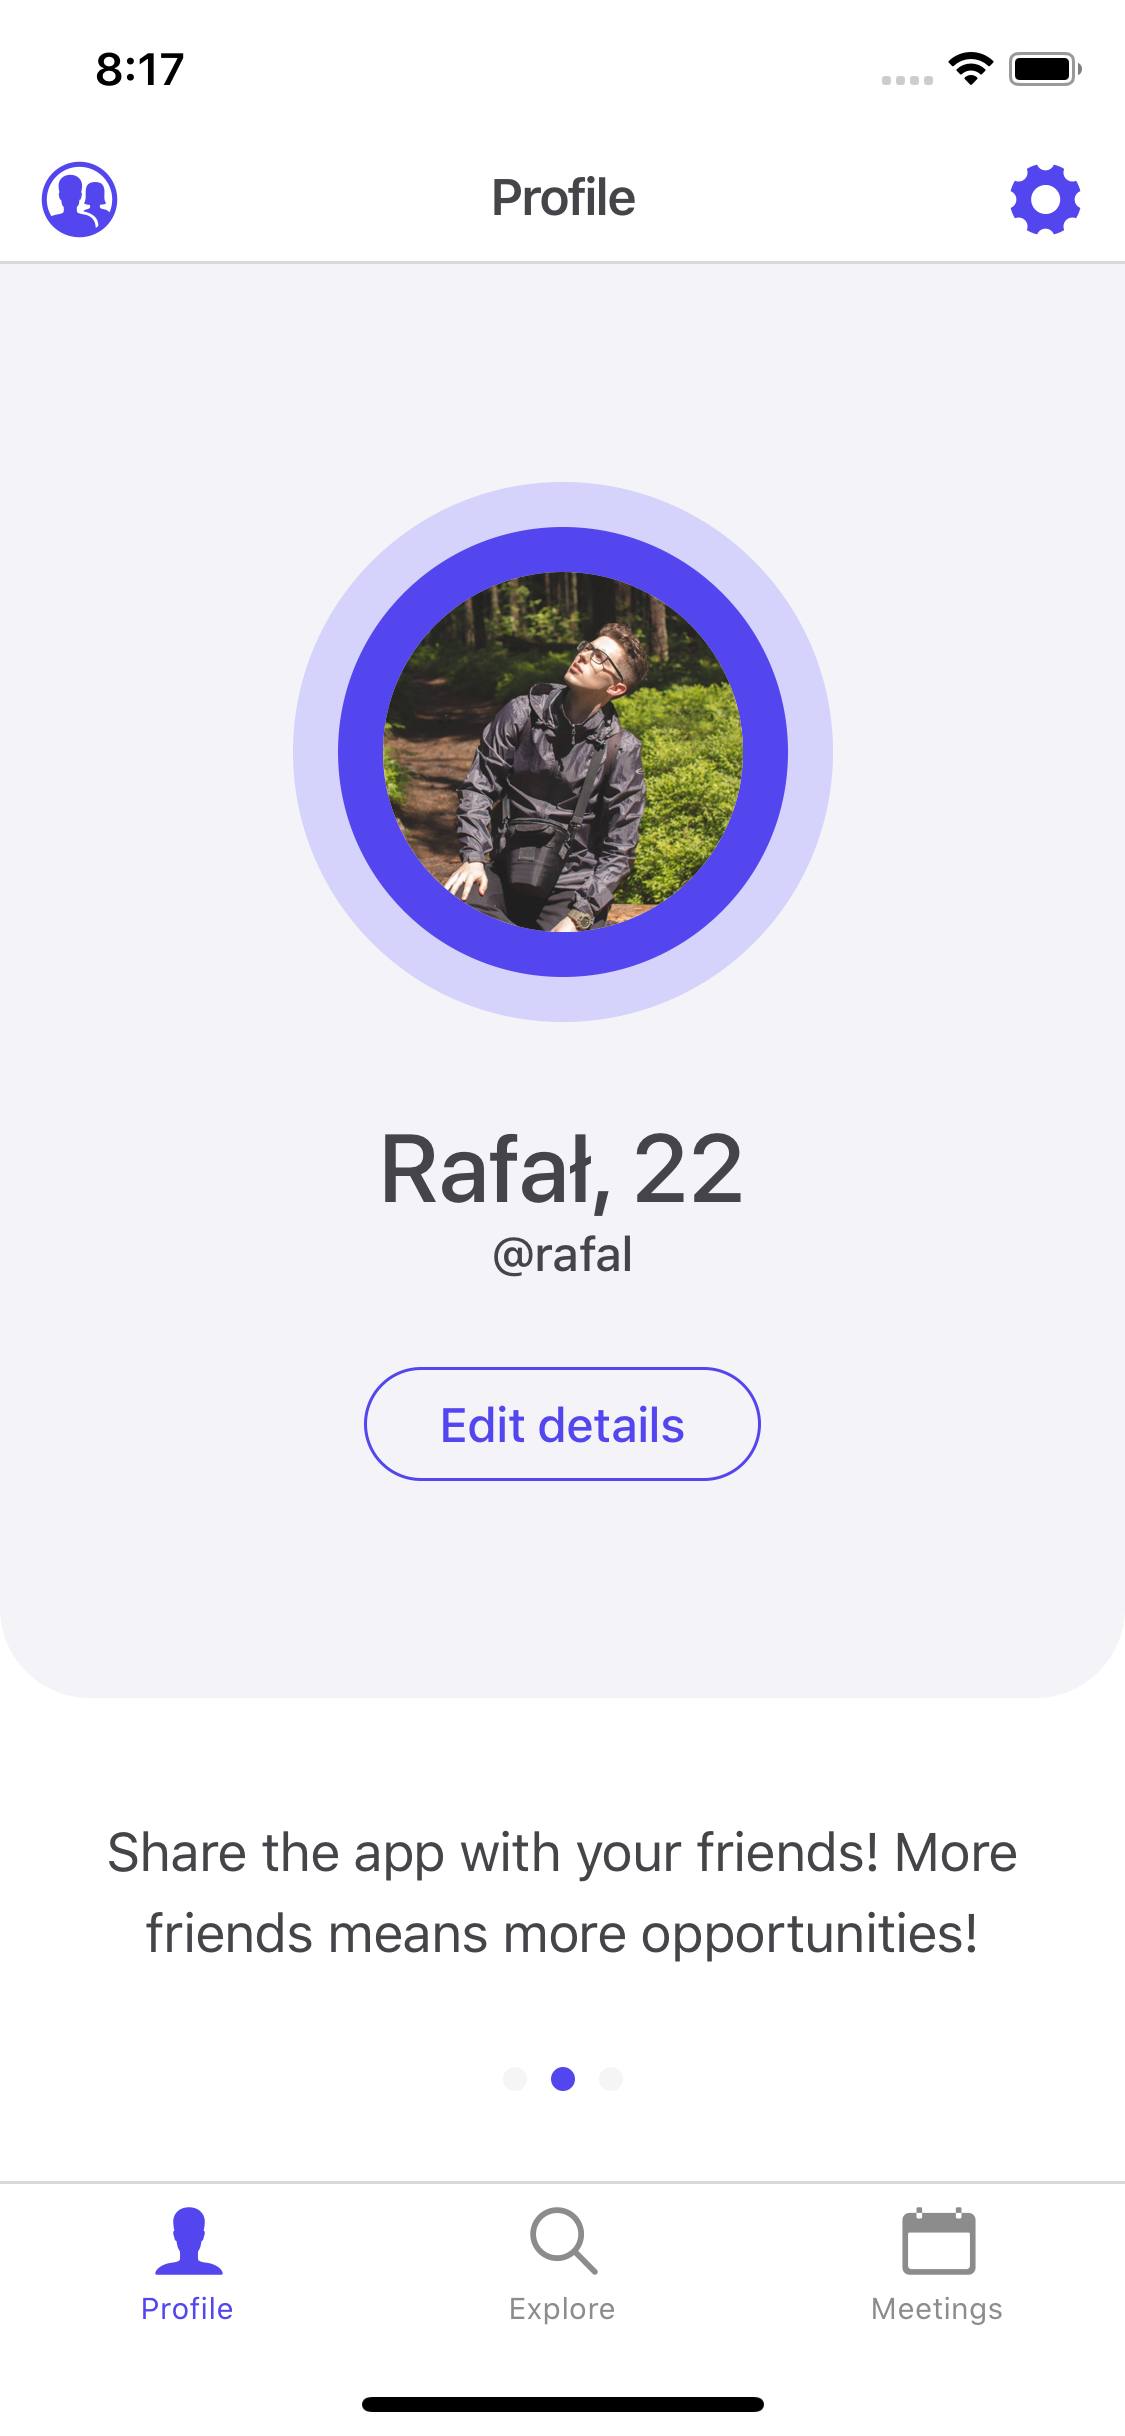 8:17
Profile
Rafał, 22
@rafal
Edit details
Share the app with your friends! More
friends means more opportunities!
Profile
Explore
Meetings